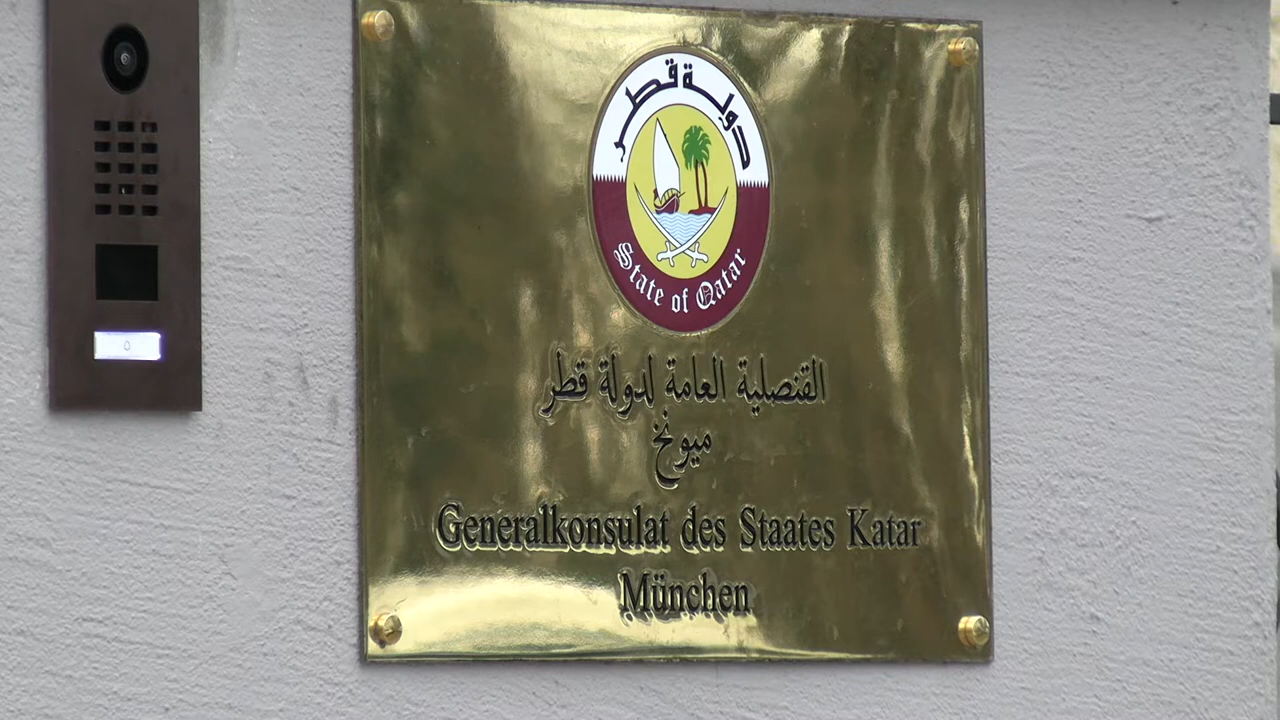 دولة قطر
State of Qatar
القنصلية العامة لدولة قطر
ميونخ
Generalkonsulat des Staates Katar
München